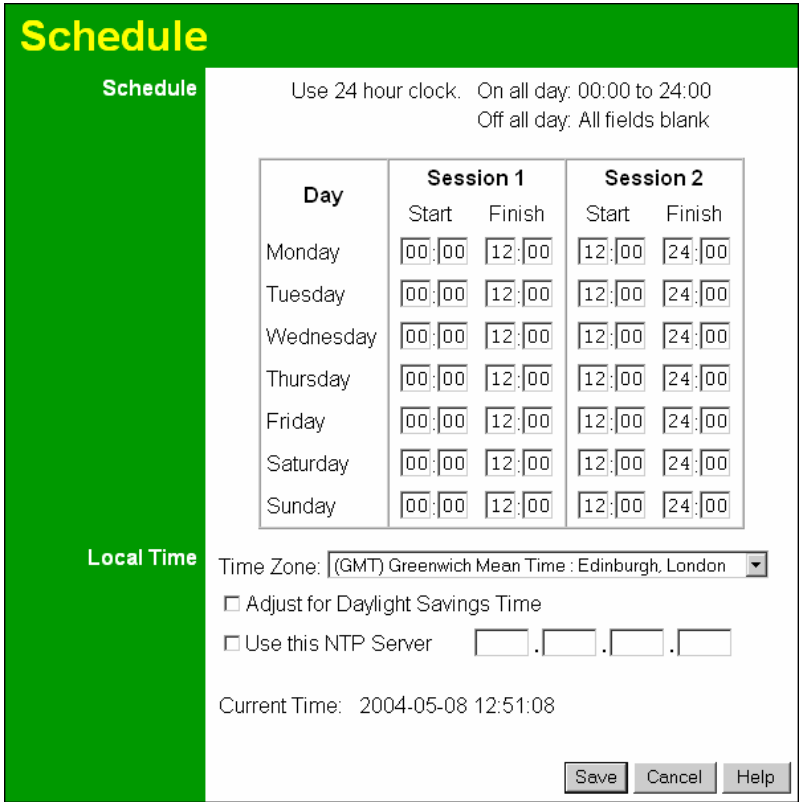 Schedule
Schedule
Use 24 hour clock. On all day: 00:00 to 24:00
Off all day: All fields blank
Day Session 1 Session 2
Start Finish Start Finish
Monday 00:00 12:00 12:00 24:00
Tuesday 00:00 12:00 12:00 24:00
Wednesday 00:00 12:00 12:00 24:00
Thursday 00:00 12:00 12:00 24:00
Friday 00:00 12:00 12:00 24:00
Saturday 00:00 12:00 12:00 24:00
Sunday 00:00 12:00 12:00 24:00
Local Time
Time Zone: (GMT) Greenwich Mean Time : Edinburgh, London
Adjust for Daylight Savings Time
Use this NTP Server . . .
Current Time: 2004-05-08 12:51:08
Save Cancel Help